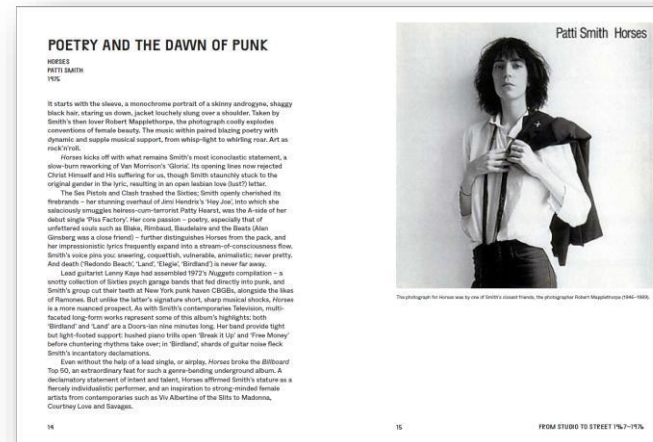 POETRY AND THE DAWN OF PUNK
HORSES
PATTI SMITH
1975
It starts with the sleeve, a monochrome portrait of a skinny androgyne, shaggy
black hair, staring us down, jacket louchely slung over a shoulder. Taken by
Smith's then lover Robert Mapplethorpe, the photograph coolly explodes
conventions of female beauty. The music within paired blazing poetry with
dynamic and supple musical support, from whisp-light to whirling roar. Art as
rock'n'roll.
Horses kicks off with what remains Smith's most iconoclastic statement, a
slow-burn reworking of Van Morrison's 'Gloria'. Its opening lines now rejected
Christ Himself and His suffering for us, though Smith staunchly stuck to the
original gender in the lyric, resulting in an open lesbian love (lust?) letter.
The Sex Pistols and Clash trashed the Sixties; Smith openly cherished its
firebrands – her stunning overhaul of Jimi Hendrix's 'Hey Joe', into which she
salaciously smuggles heiress-cum-terrorist Patty Hearst, was the A-side of her
debut single 'Piss Factory'. Her core passion – poetry, especially that of
unfettered souls such as Blake, Rimbaud, Baudelaire and the Beats (Alan
Ginsberg was a close friend) – further distinguishes Horses from the pack, and
her impressionistic lyrics frequently expand into a stream-of-consciousness flow.
Smith's voice pins you: sneering, coquettish, vulnerable, animalistic; never pretty.
And death ('Redondo Beach', 'Land', 'Elegie', 'Birdland') is never far away.
Lead guitarist Lenny Kaye had assembled 1972's Nuggets compilation – a
snotty collection of Sixties psych garage bands that fed directly into punk, and
Smith's group cut their teeth at New York punk haven CBGBs, alongside the likes
of Ramones. But unlike the latter's signature short, sharp musical shocks, Horses
is a more nuanced prospect. As with Smith's contemporaries Television, multi-
faceted long-form works represent some of this album's highlights: both
'Birdland' and 'Land' are a Doors-ian nine minutes long. Her band provide tight
but light-footed support; hushed piano trills open 'Break it Up' and 'Free Money'
before chuntering rhythms take over; in 'Birdland', shards of guitar noise fleck
Smith's incantatory declamations.
Even without the help of a lead single, or airplay, Horses broke the Billboard
Top 50, an extraordinary feat for such a genre-bending underground album. A
declamatory statement of intent and talent, Horses affirmed Smith's stature as a
fiercely individualistic performer, and an inspiration to strong-minded female
artists from contemporaries such as Viv Albertine of the Slits to Madonna,
Courtney Love and Savages.
14
Patti Smith Horses
The photograph for Horses was by one of Smith's closest friends, the photographer Robert Mapplethorpe (1946–1989).
15
FROM STUDIO TO STREET 1967–1976